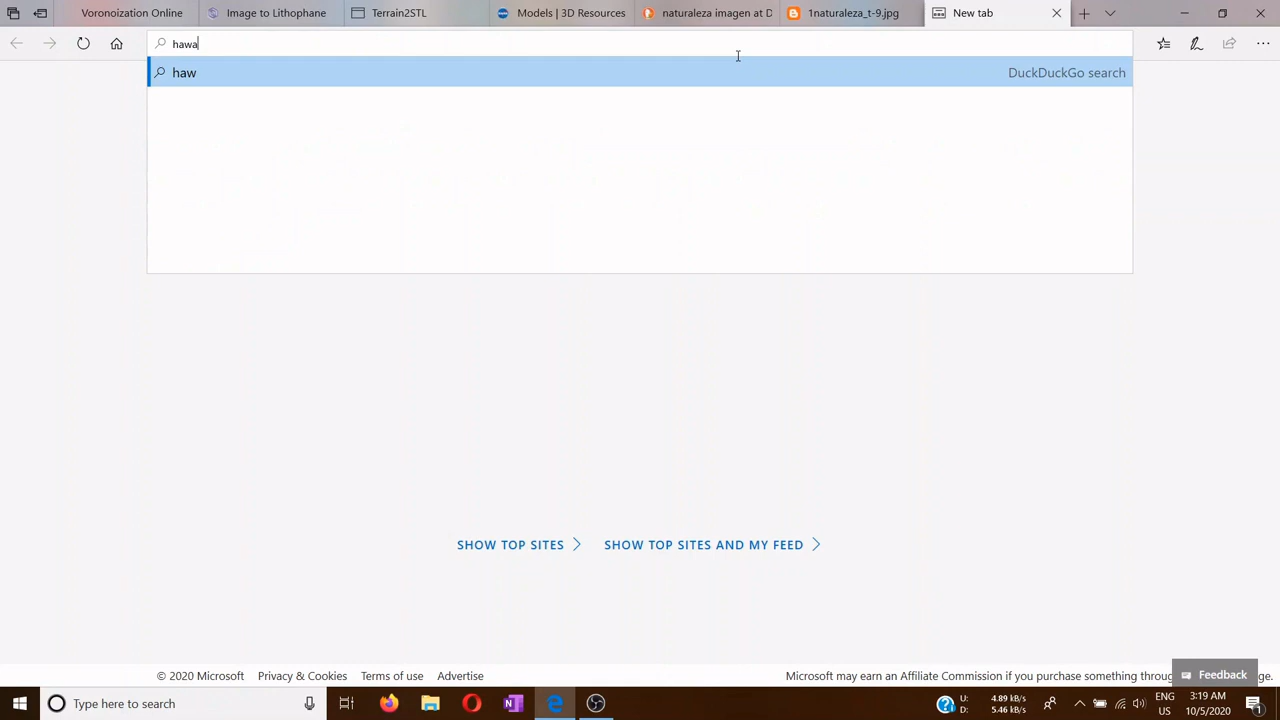 Voronoization Online
Image to Lithophane
Terrain2STL
Models | 3D Resources
naturaleza imagen at D
1naturaleza_t-9.jpg
New tab
hawa
haw
DuckDuckGo search
SHOW TOP SITES
SHOW TOP SITES AND MY FEED
© 2020 Microsoft
Privacy & Cookies
Terms of use
Advertise
Microsoft may earn an Affiliate Commission if you purchase something throug
ge.
Feedback
Type here to search
U: 4.89 kB/s
D: 5.46 kB/s
ENG
US
3:19 AM
10/5/2020